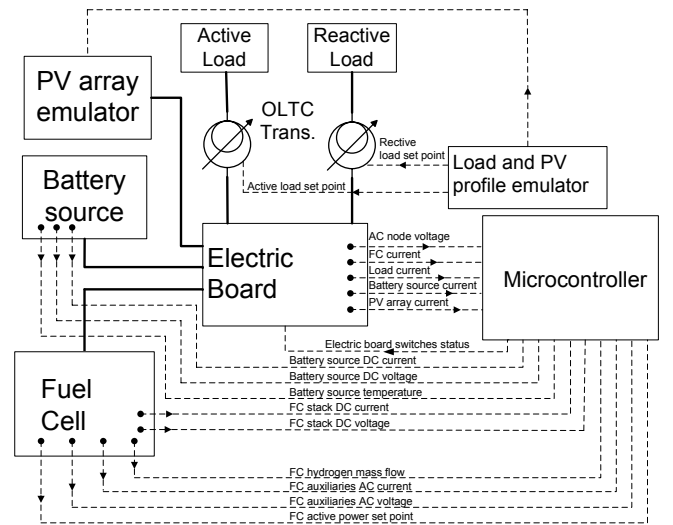 Active
Load
Reactive
Load
PV array
emulator
OLTC
Trans.
Rective
load set point
Load and PV
profile emulator
Battery
source
Active load set point
Electric
Board
AC node voltage
FC current
Load current
Battery source current
PV array current
Microcontroller
Electric board switches status
Battery source DC current
Battery source DC voltage
Battery source temperature
Fuel
Cell
FC stack DC current
FC stack DC voltage
FC hydrogen mass flow
FC auxiliaries AC current
FC auxiliaries AC voltage
FC active power set point